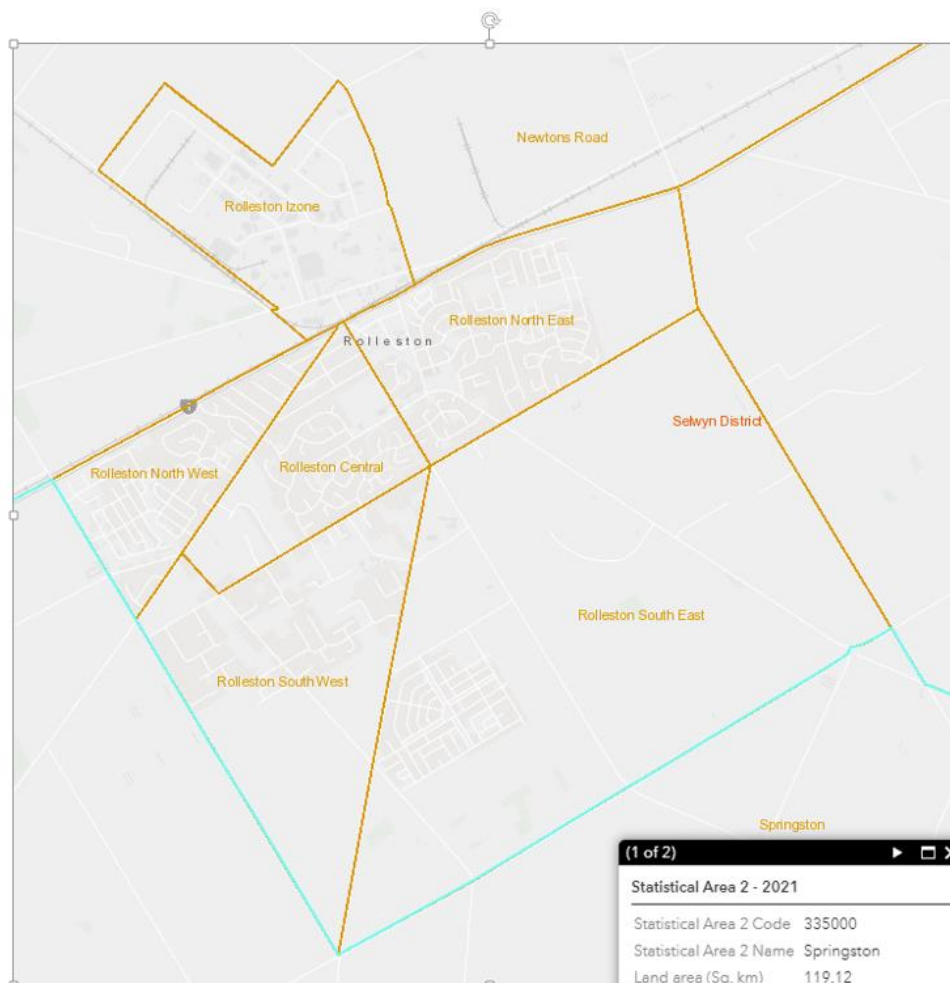 Newtons Road
Rolleston Izone
Rolleston North East
Rolleston
Selwyn District
Rolleston North West
Rolleston Central
Rolleston South East
Rolleston South West
Springston
(1 of 2)
Statistical Area 2 - 2021
Statistical Area 2 Code 335000
Statistical Area 2 Name Springston
Land area (Sq. km) 119.12